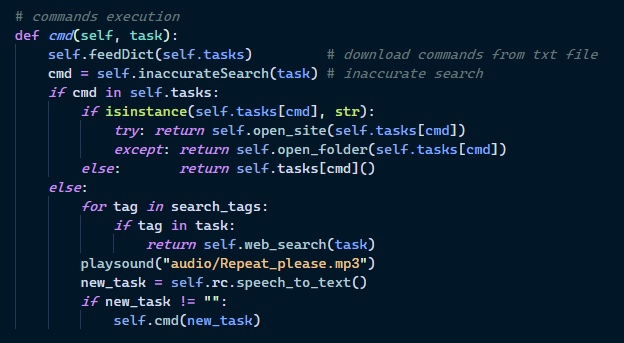 # commands execution
def cmd(self, task):
    self.feedDict(self.tasks)         # download commands from txt file
    cmd = self.inaccurateSearch(task) # inaccurate search
    if cmd in self.tasks:
        if isinstance(self.tasks[cmd], str):
            try: return self.open_site(self.tasks[cmd])
            except: return self.open_folder(self.tasks[cmd])
        else:       return self.tasks[cmd]()
    else:
        for tag in search_tags:
            if tag in task:
                return self.web_search(task)
        playsound("audio/Repeat_please.mp3")
        new_task = self.rc.speech_to_text()
        if new_task != "":
            self.cmd(new_task)